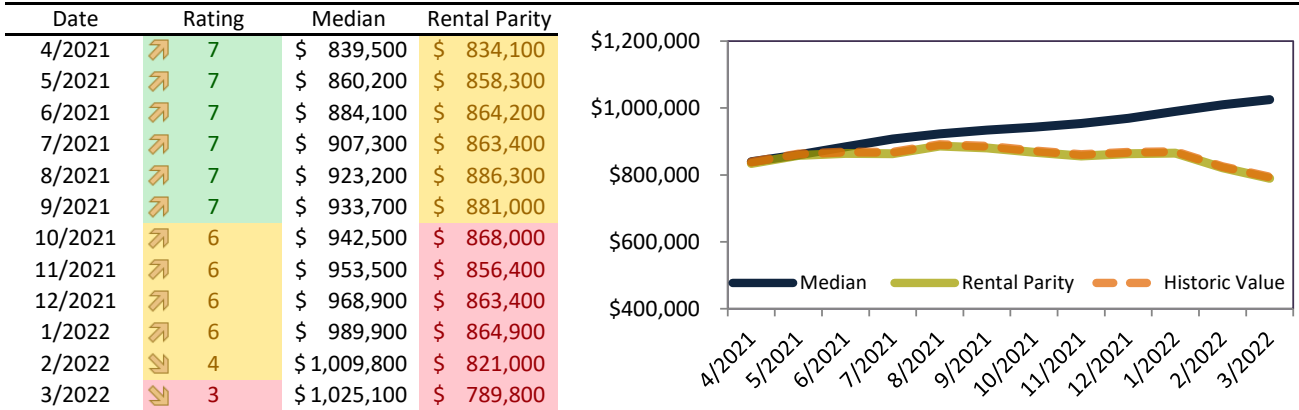 Date Rating Median Rental Parity
4/2021 7 $ 839,500 $ 834,100
5/2021 7 $ 860,200 $ 858,300
6/2021 7 $ 884,100 $ 864,200
7/2021 7 $ 907,300 $ 863,400
8/2021 7 $ 923,200 $ 886,300
9/2021 7 $ 933,700 $ 881,000
10/2021 6 $ 942,500 $ 868,000
11/2021 6 $ 953,500 $ 856,400
12/2021 6 $ 968,900 $ 863,400
1/2022 6 $ 989,900 $ 864,900
2/2022 4 $ 1,009,800 $ 821,000
3/2022 3 $ 1,025,100 $ 789,800
$1,200,000
$1,000,000
$800,000
$600,000
$400,000
Median Rental Parity Historic Value
4/2021 5/2021 6/2021 7/2021 8/2021 9/2021 10/2021 11/2021 12/2021 1/2022 2/2022 3/2022